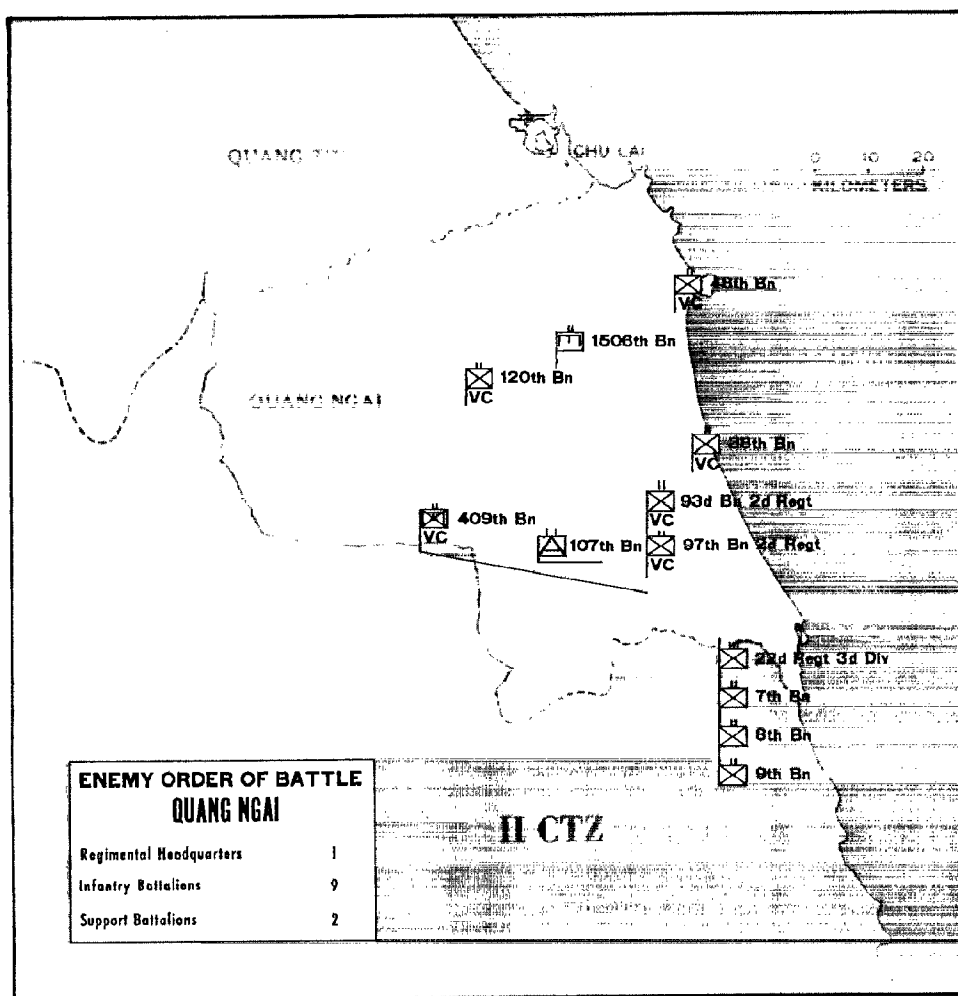 QUANG
CHU LAI
0 10 20
KILOMETERS
48th Bn
VC
1506th Bn
120th Bn
VC
QUANG NGAI
88th Bn
VC
93d Bn 2d Regt
VC
409th Bn
VC
107th Bn
97th Bn 2d Regt
VC
22d Regt 3d Div
7th Bn
8th Bn
9th Bn
ENEMY ORDER OF BATTLE
QUANG NGAI
Regimental Headquarters 1
Infantry Battalions 9
Support Battalions 2
II CTZ